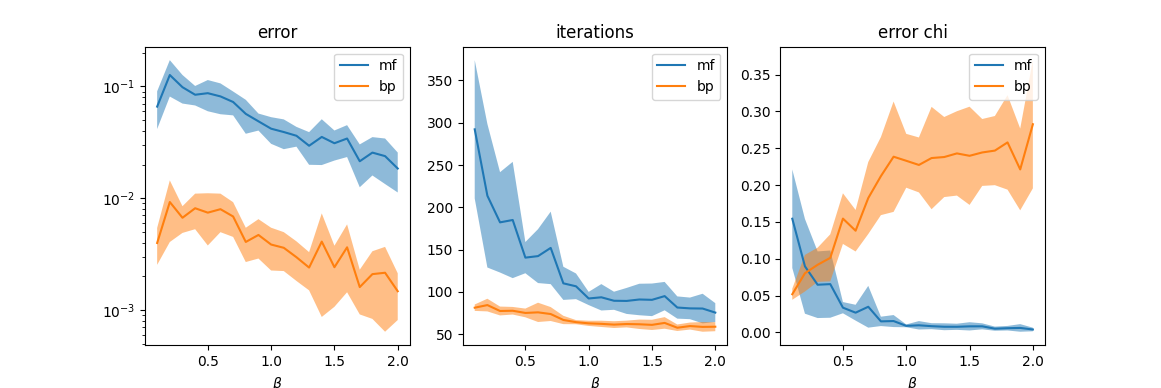 error
mf
bp
10⁻¹
10⁻²
10⁻³
0.5 1.0 1.5 2.0
β
iterations
mf
bp
350
300
250
200
150
100
50
0.5 1.0 1.5 2.0
β
error chi
mf
bp
0.35
0.30
0.25
0.20
0.15
0.10
0.05
0.00
0.5 1.0 1.5 2.0
β